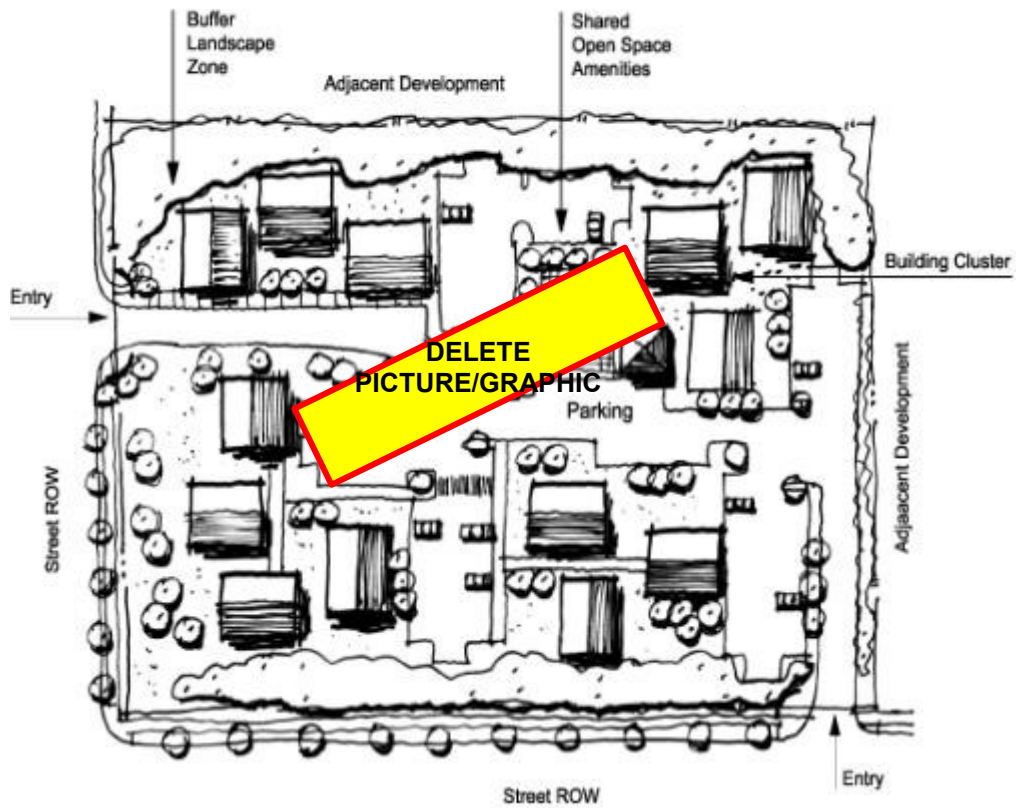 Buffer
Landscape
Zone
Shared
Open Space
Amenities
Adjacent Development
Building Cluster
Entry
DELETE
PICTURE/GRAPHIC
Parking
Adjaacent Development
Street ROW
Entry
Street ROW